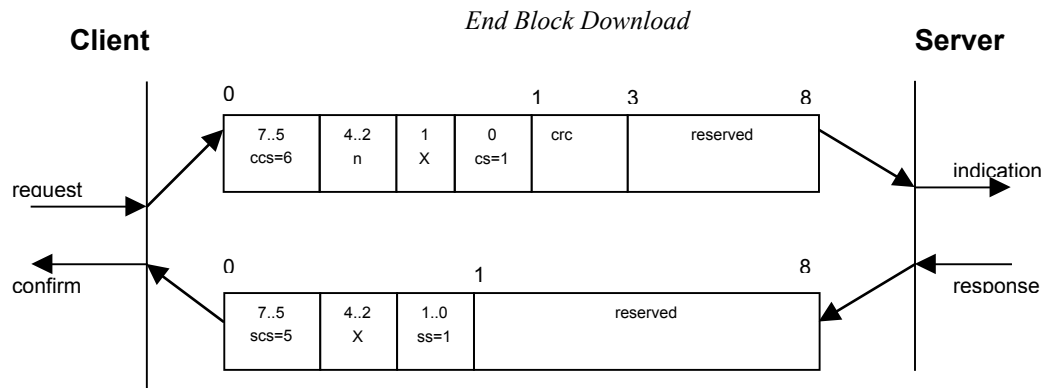 End Block Download
Client Server
0 1 3 8
7..5 4..2 1 0 crc reserved
ccs=6 n X cs=1
request indication
0 1 8
confirm response
7..5 4..2 1..0 reserved
scs=5 X ss=1